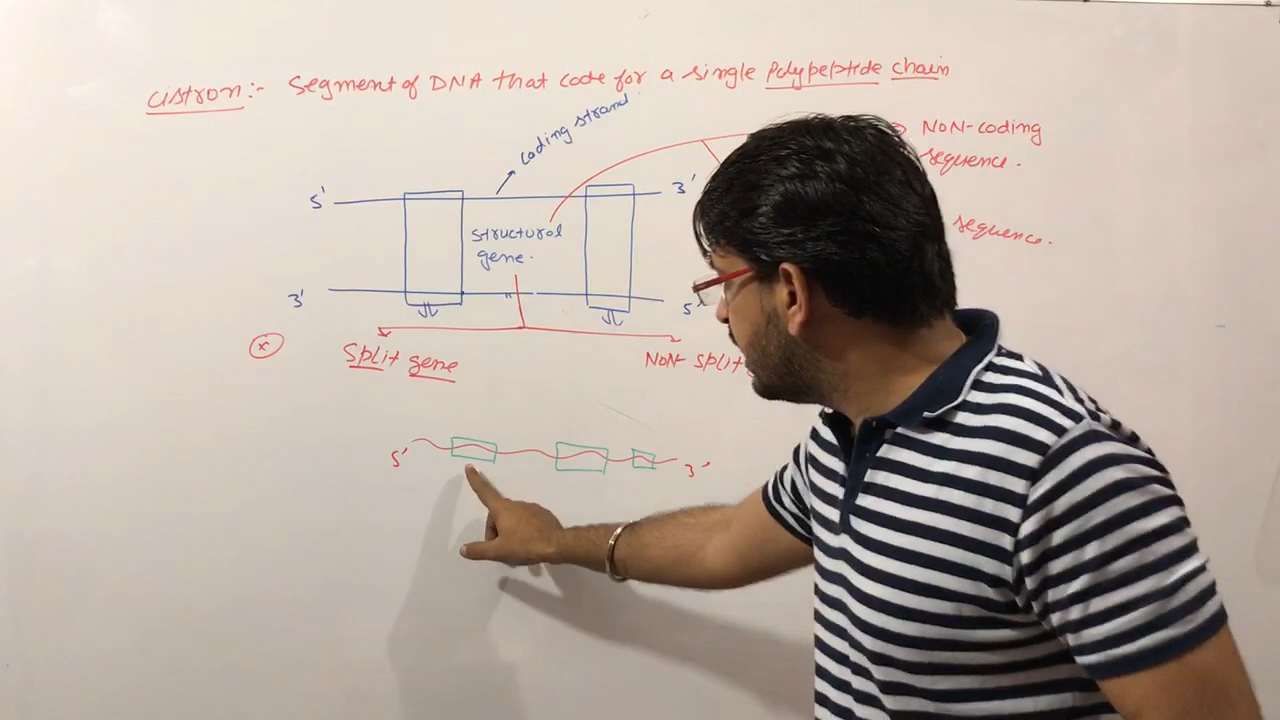 Cistron:- Segment of DNA that code for a single polypeptide chain
coding strand
NON-coding
sequence.
5' 3'
structural
gene.
sequence.
3' 5'
x
Split gene
NON-Split
5' 3'